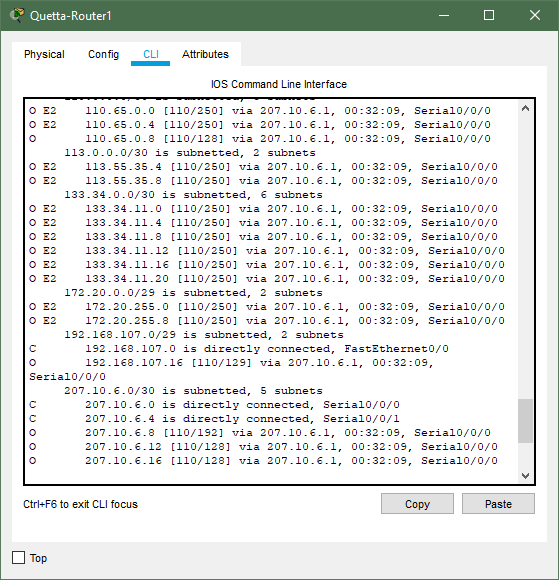 Quetta-Router1
Physical Config CLI Attributes
IOS Command Line Interface
O E2 110.65.0.0 [110/250] via 207.10.6.1, 00:32:09, Serial0/0/0
O E2 110.65.0.4 [110/250] via 207.10.6.1, 00:32:09, Serial0/0/0
O 110.65.0.8 [110/128] via 207.10.6.1, 00:32:09, Serial0/0/0
113.0.0.0/30 is subnetted, 2 subnets
O E2 113.55.35.4 [110/250] via 207.10.6.1, 00:32:09, Serial0/0/0
O E2 113.55.35.8 [110/250] via 207.10.6.1, 00:32:09, Serial0/0/0
133.34.0.0/30 is subnetted, 6 subnets
O E2 133.34.11.0 [110/250] via 207.10.6.1, 00:32:09, Serial0/0/0
O E2 133.34.11.4 [110/250] via 207.10.6.1, 00:32:09, Serial0/0/0
O E2 133.34.11.8 [110/250] via 207.10.6.1, 00:32:09, Serial0/0/0
O E2 133.34.11.12 [110/250] via 207.10.6.1, 00:32:09, Serial0/0/0
O E2 133.34.11.16 [110/250] via 207.10.6.1, 00:32:09, Serial0/0/0
O E2 133.34.11.20 [110/250] via 207.10.6.1, 00:32:09, Serial0/0/0
172.20.0.0/29 is subnetted, 2 subnets
O E2 172.20.255.0 [110/250] via 207.10.6.1, 00:32:09, Serial0/0/0
O E2 172.20.255.8 [110/250] via 207.10.6.1, 00:32:09, Serial0/0/0
192.168.107.0/29 is subnetted, 2 subnets
C 192.168.107.0 is directly connected, FastEthernet0/0
O 192.168.107.16 [110/129] via 207.10.6.1, 00:32:09,
Serial0/0/0
207.10.6.0/30 is subnetted, 5 subnets
C 207.10.6.0 is directly connected, Serial0/0/0
C 207.10.6.4 is directly connected, Serial0/0/1
O 207.10.6.8 [110/192] via 207.10.6.1, 00:32:09, Serial0/0/0
O 207.10.6.12 [110/128] via 207.10.6.1, 00:32:09, Serial0/0/0
O 207.10.6.16 [110/128] via 207.10.6.1, 00:32:09, Serial0/0/0
Ctrl+F6 to exit CLI focus
Copy Paste
Top